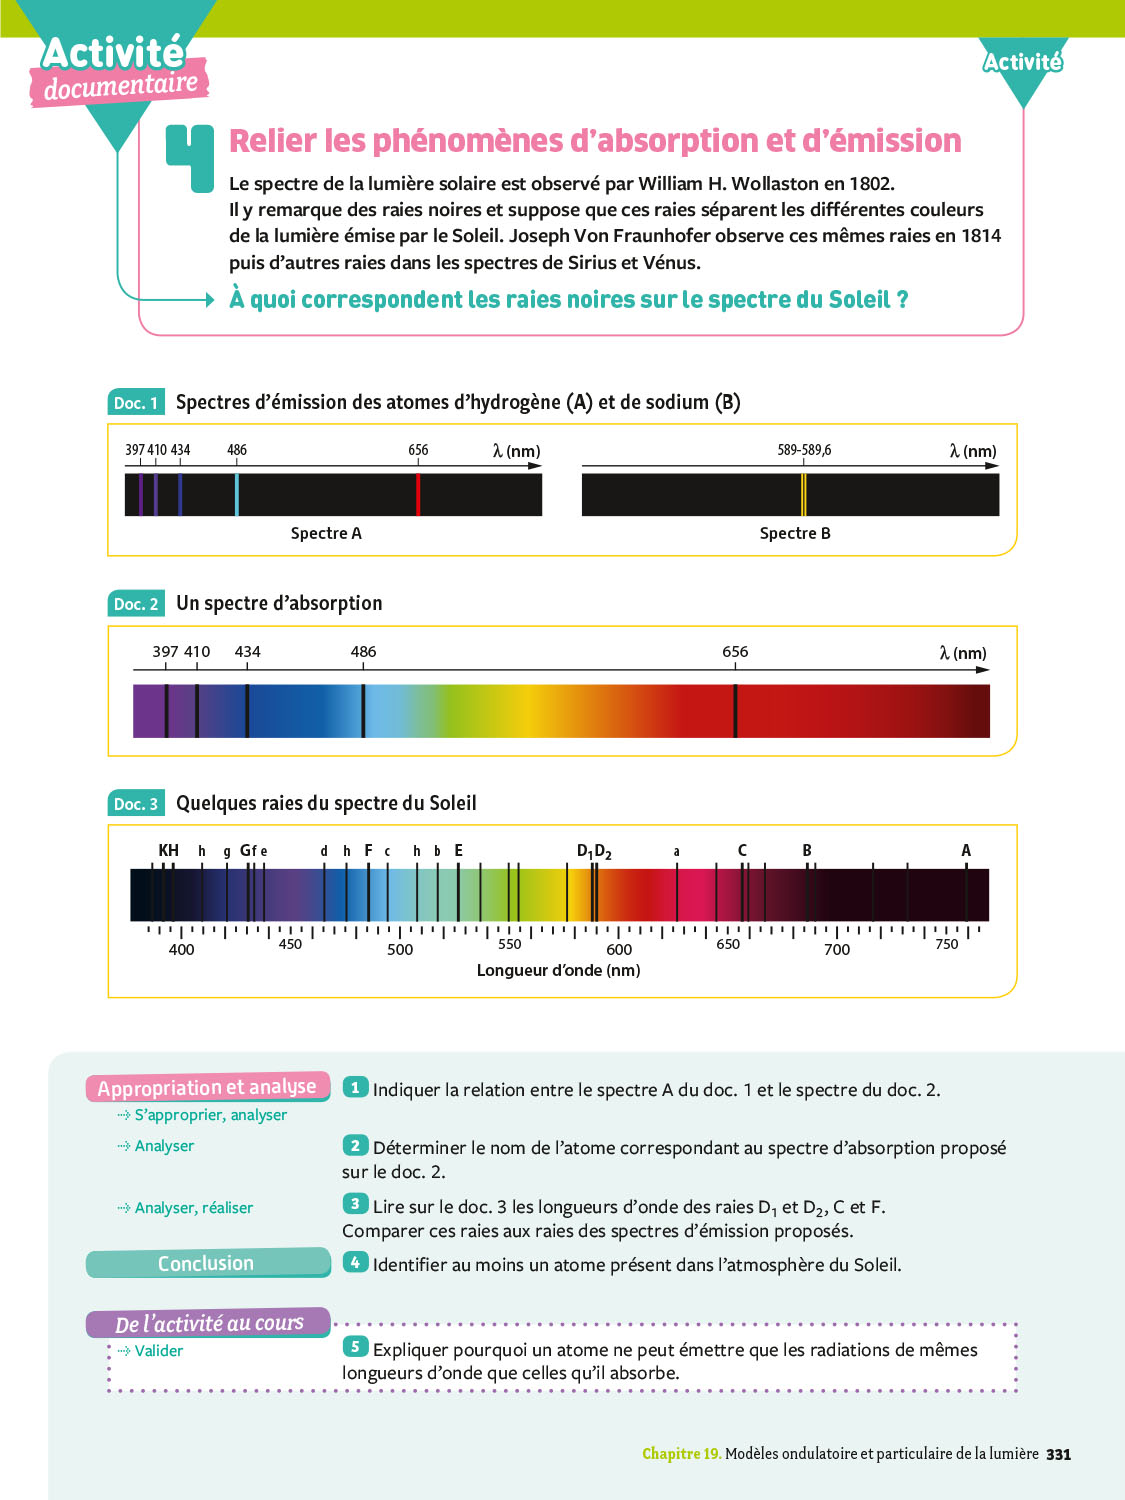 Activité
documentaire
Activité
4 Relier les phénomènes d'absorption et d'émission
Le spectre de la lumière solaire est observé par William H. Wollaston en 1802.
Il y remarque des raies noires et suppose que ces raies séparent les différentes couleurs
de la lumière émise par le Soleil. Joseph Von Fraunhofer observe ces mêmes raies en 1814
puis d'autres raies dans les spectres de Sirius et Vénus.
À quoi correspondent les raies noires sur le spectre du Soleil ?
Doc. 1 Spectres d'émission des atomes d'hydrogène (A) et de sodium (B)
397 410 434 486 656 λ (nm)
589-589,6 λ (nm)
Spectre A
Spectre B
Doc. 2 Un spectre d'absorption
397 410 434 486 656 λ (nm)
Doc. 3 Quelques raies du spectre du Soleil
K H h g G f e d h F c h b E D1 D2 a C B A
400 450 500 550 600 650 700 750
Longueur d'onde (nm)
Appropriation et analyse
S'approprier, analyser
1 Indiquer la relation entre le spectre A du doc. 1 et le spectre du doc. 2.
Analyser
2 Déterminer le nom de l'atome correspondant au spectre d'absorption proposé
sur le doc. 2.
Analyser, réaliser
3 Lire sur le doc. 3 les longueurs d'onde des raies D1 et D2, C et F.
Comparer ces raies aux raies des spectres d'émission proposés.
Conclusion
4 Identifier au moins un atome présent dans l'atmosphère du Soleil.
De l'activité au cours
Valider
5 Expliquer pourquoi un atome ne peut émettre que les radiations de mêmes
longueurs d'onde que celles qu'il absorbe.
Chapitre 19. Modèles ondulatoire et particulaire de la lumière 331